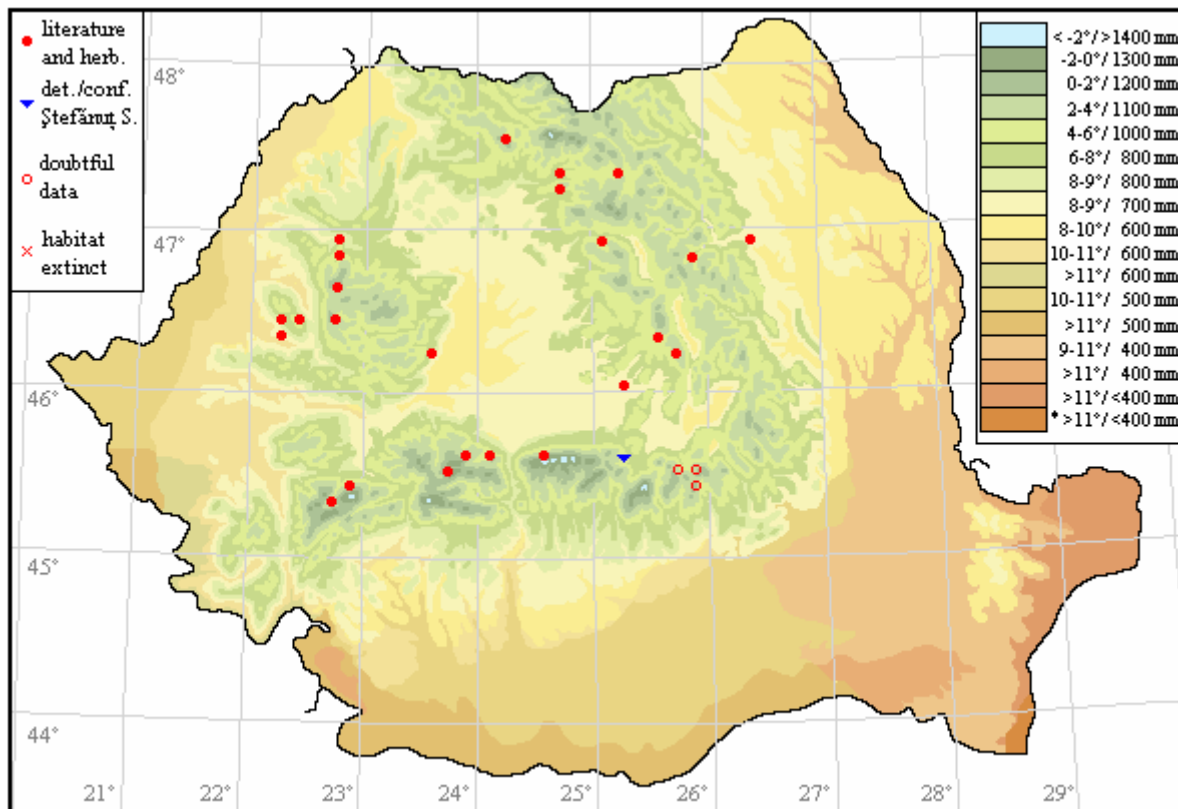 literature
and herb.
det./conf.
Ştefănuţ S.
doubtful
data
habitat
extinct
< -2°/>1400 mm
-2-0°/1300 mm
0-2°/1200 mm
2-4°/1100 mm
4-6°/1000 mm
6-8°/ 800 mm
8-9°/ 800 mm
8-9°/ 700 mm
8-10°/ 600 mm
10-11°/ 600 mm
>11°/ 600 mm
10-11°/ 500 mm
>11°/ 500 mm
9-11°/ 400 mm
>11°/ 400 mm
>11°/<400 mm
* >11°/<400 mm
48°
47°
46°
45°
44°
21° 22° 23° 24° 25° 26° 27° 28° 29°